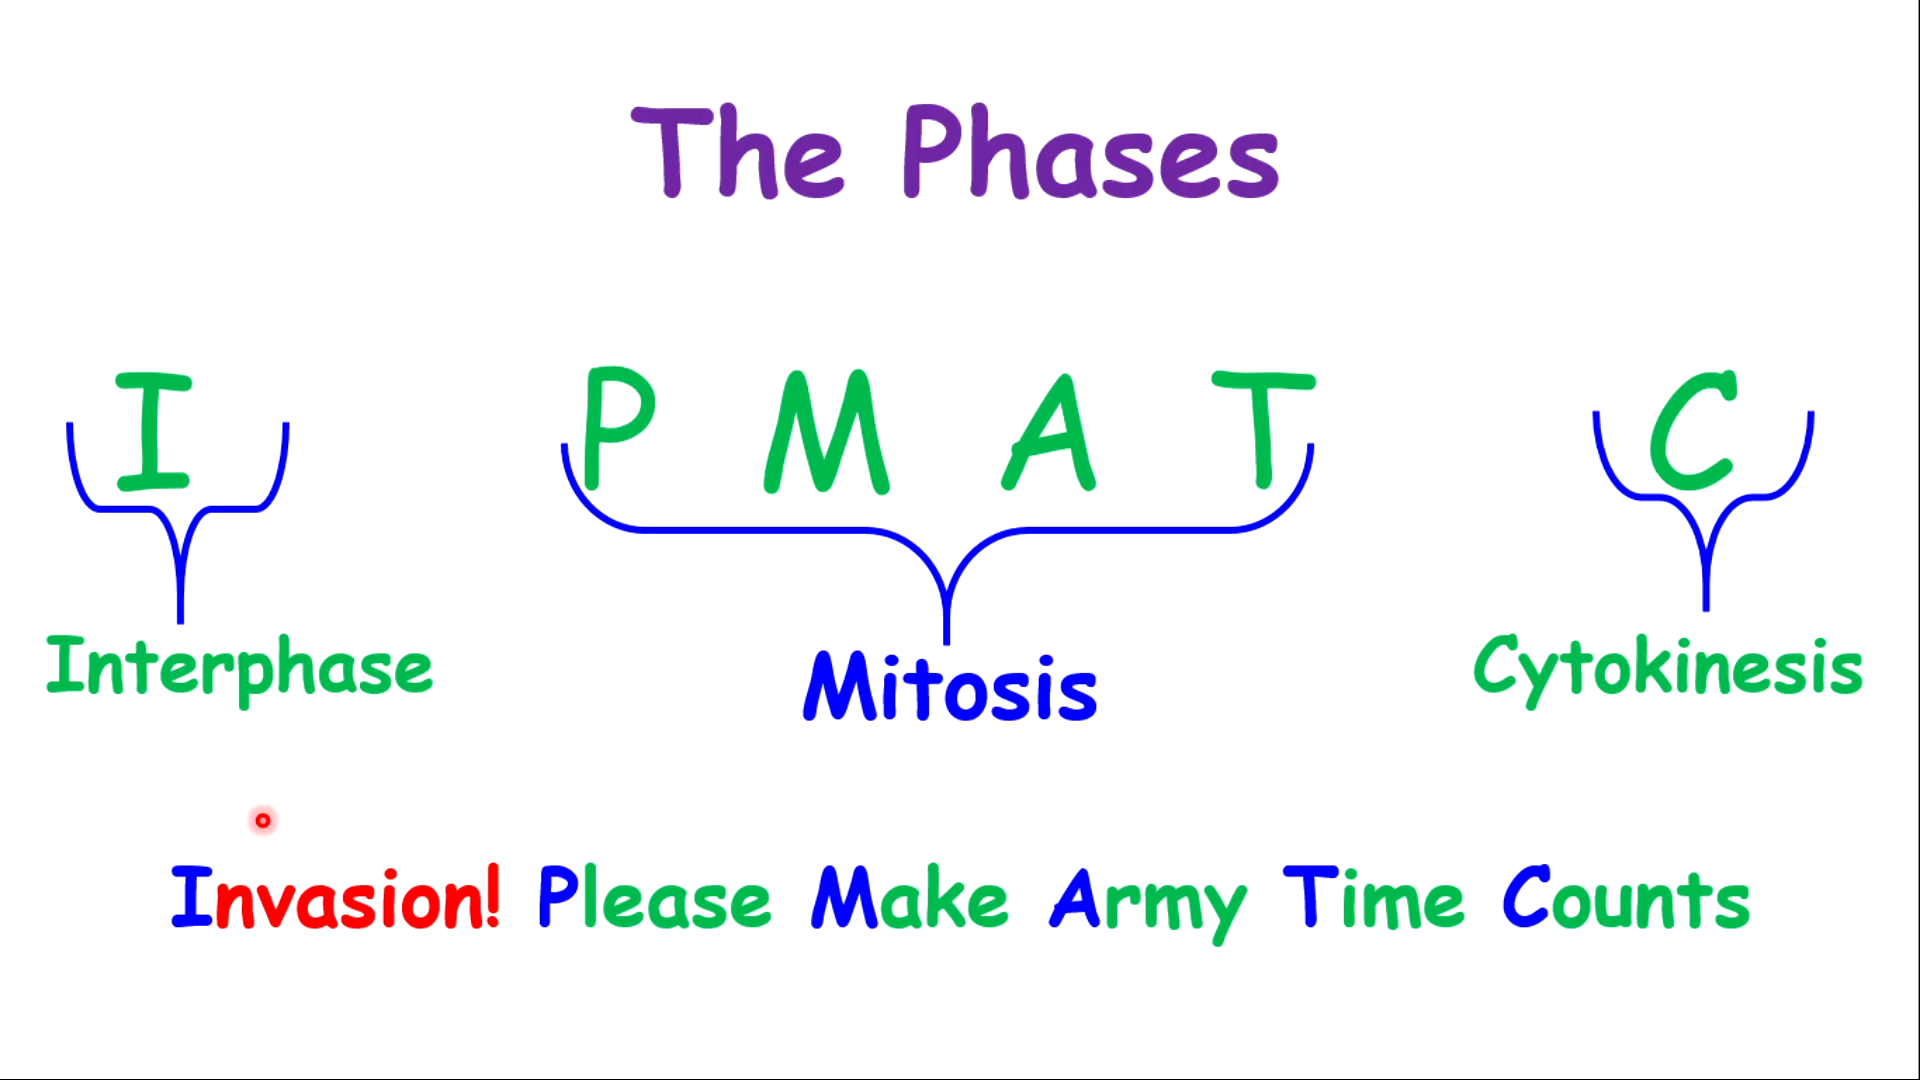 The Phases
I P M A T C
Interphase Mitosis Cytokinesis
Invasion! Please Make Army Time Counts